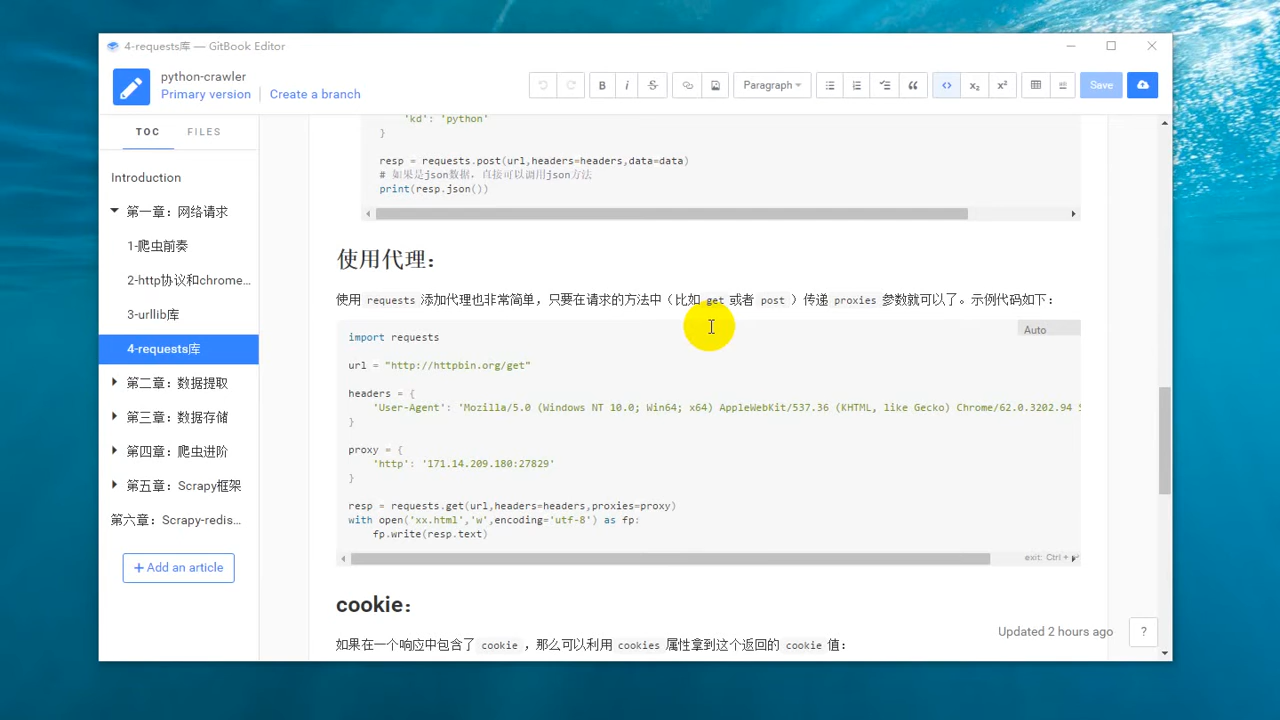 4-requests库 — GitBook Editor
python-crawler
Primary version
Create a branch
B
i
S
Paragraph
<>
x₂
x²
Save
TOC
FILES
Introduction
第一章：网络请求
1-爬虫前奏
2-http协议和chrome...
3-urllib库
4-requests库
第二章：数据提取
第三章：数据存储
第四章：爬虫进阶
第五章：Scrapy框架
第六章：Scrapy-redis...
+ Add an article
'kd': 'python'
}
resp = requests.post(url,headers=headers,data=data)
# 如果是json数据，直接可以调用json方法
print(resp.json())
使用代理：
使用 requests 添加代理也非常简单，只要在请求的方法中（比如 get 或者 post ）传递 proxies 参数就可以了。示例代码如下：
Auto
import requests
url = "http://httpbin.org/get"
headers = {
'User-Agent': 'Mozilla/5.0 (Windows NT 10.0; Win64; x64) AppleWebKit/537.36 (KHTML, like Gecko) Chrome/62.0.3202.94 S
}
proxy = {
'http': '171.14.209.180:27829'
}
resp = requests.get(url,headers=headers,proxies=proxy)
with open('xx.html','w',encoding='utf-8') as fp:
fp.write(resp.text)
exit: Ctrl + ↵
cookie：
如果在一个响应中包含了 cookie ，那么可以利用 cookies 属性拿到这个返回的 cookie 值：
Updated 2 hours ago
?